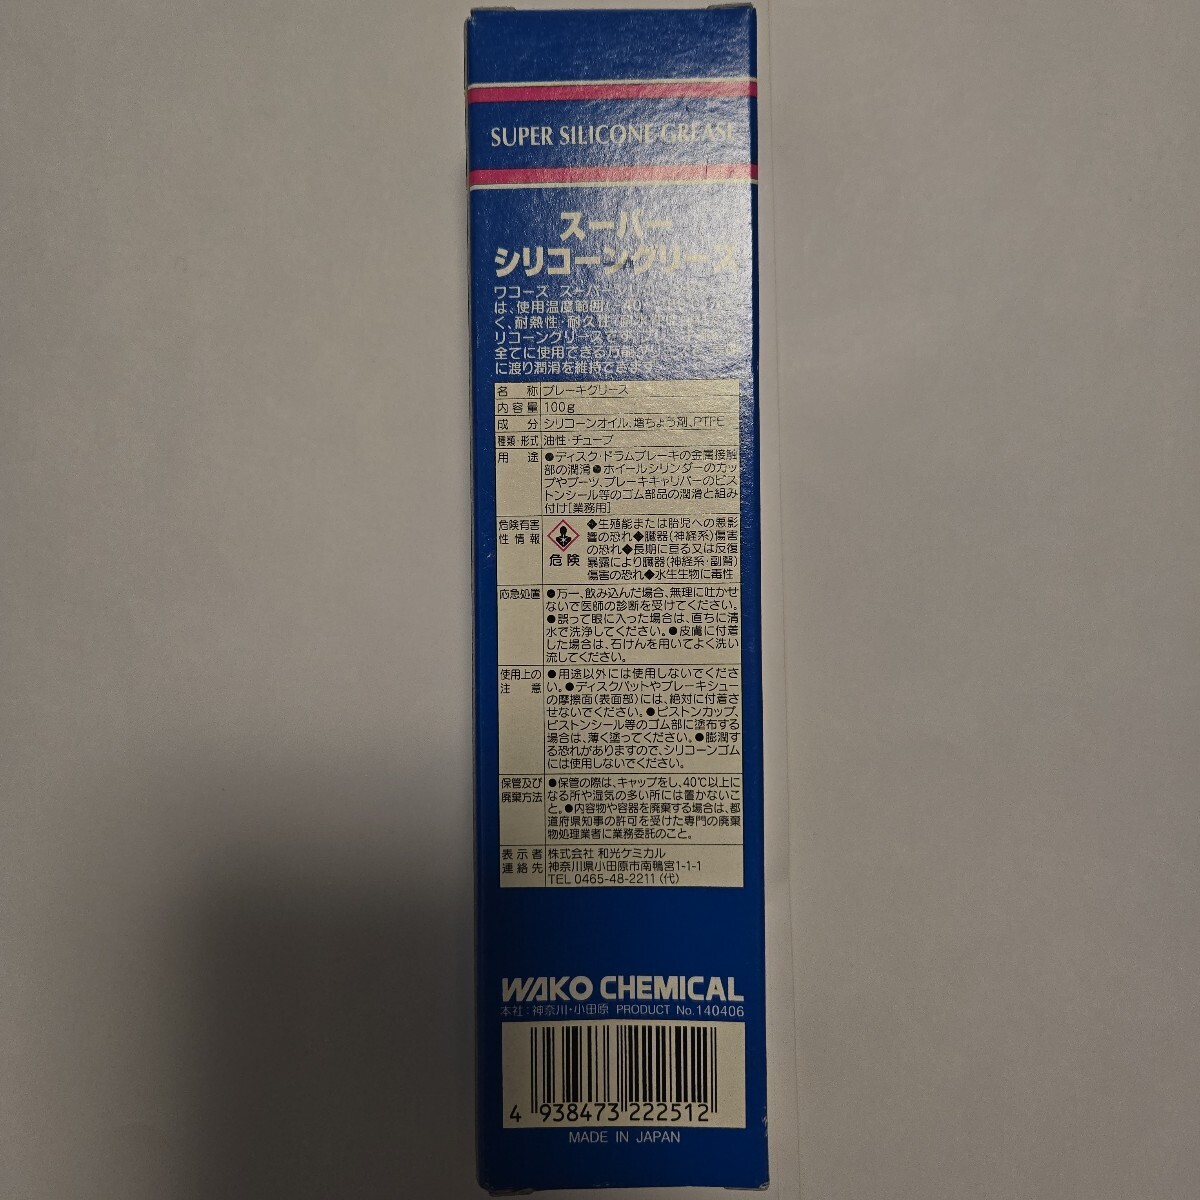 SUPER SILICONE GREASE
スーパー
シリコーングリース
ワコーズ スーパー
は、使用温度範囲
く、耐熱性・耐久性
リコーングリースで
全てに使用できる万能
に渡り潤滑を維持できます
名称 ブレーキグリース
内容量 100g
成分 シリコーンオイル、増ちょう剤、PTFE
種類・形式 油性・チューブ
用途 ●ディスク・ドラムブレーキの金属接触
部の潤滑●ホイールシリンダーのカッ
プやブーツ、ブレーキキャリパーのピス
トンシール等のゴム部品の潤滑と組み
付け[業務用]
危険有害 ◆生殖能または胎児への悪影
性情報 響の恐れ◆臓器(神経系)傷害
の恐れ◆長期に亘る又は反復
危険 暴露により臓器(神経系・副腎)
傷害の恐れ◆水生生物に毒性
応急処置 ●万一、飲み込んだ場合、無理に吐かせ
ないで医師の診断を受けてください。
●誤って眼に入った場合は、直ちに清
水で洗浄してください。●皮膚に付着
した場合は、石けんを用いてよく洗い
流してください。
使用上の ●用途以外には使用しないでくださ
注意 い。●ディスクパットやブレーキシュー
の摩擦面(表面部)には、絶対に付着さ
せないでください。●ピストンカップ、
ピストンシール等のゴム部に塗布する
場合は、薄く塗ってください。●膨潤す
る恐れがありますので、シリコーンゴム
には使用しないでください。
保管及び ●保管の際は、キャップをし、40℃以上に
廃棄方法 なる所や湿気の多い所には置かないこ
と。●内容物や容器を廃棄する場合は、都
道府県知事の許可を受けた専門の廃棄
物処理業者に業務委託のこと。
表示者 株式会社 和光ケミカル
連絡先 神奈川県小田原市南鴨宮1-1-1
TEL 0465-48-2211(代)
WAKO CHEMICAL
本社:神奈川・小田原 PRODUCT No.140406
4 938473 222512
MADE IN JAPAN